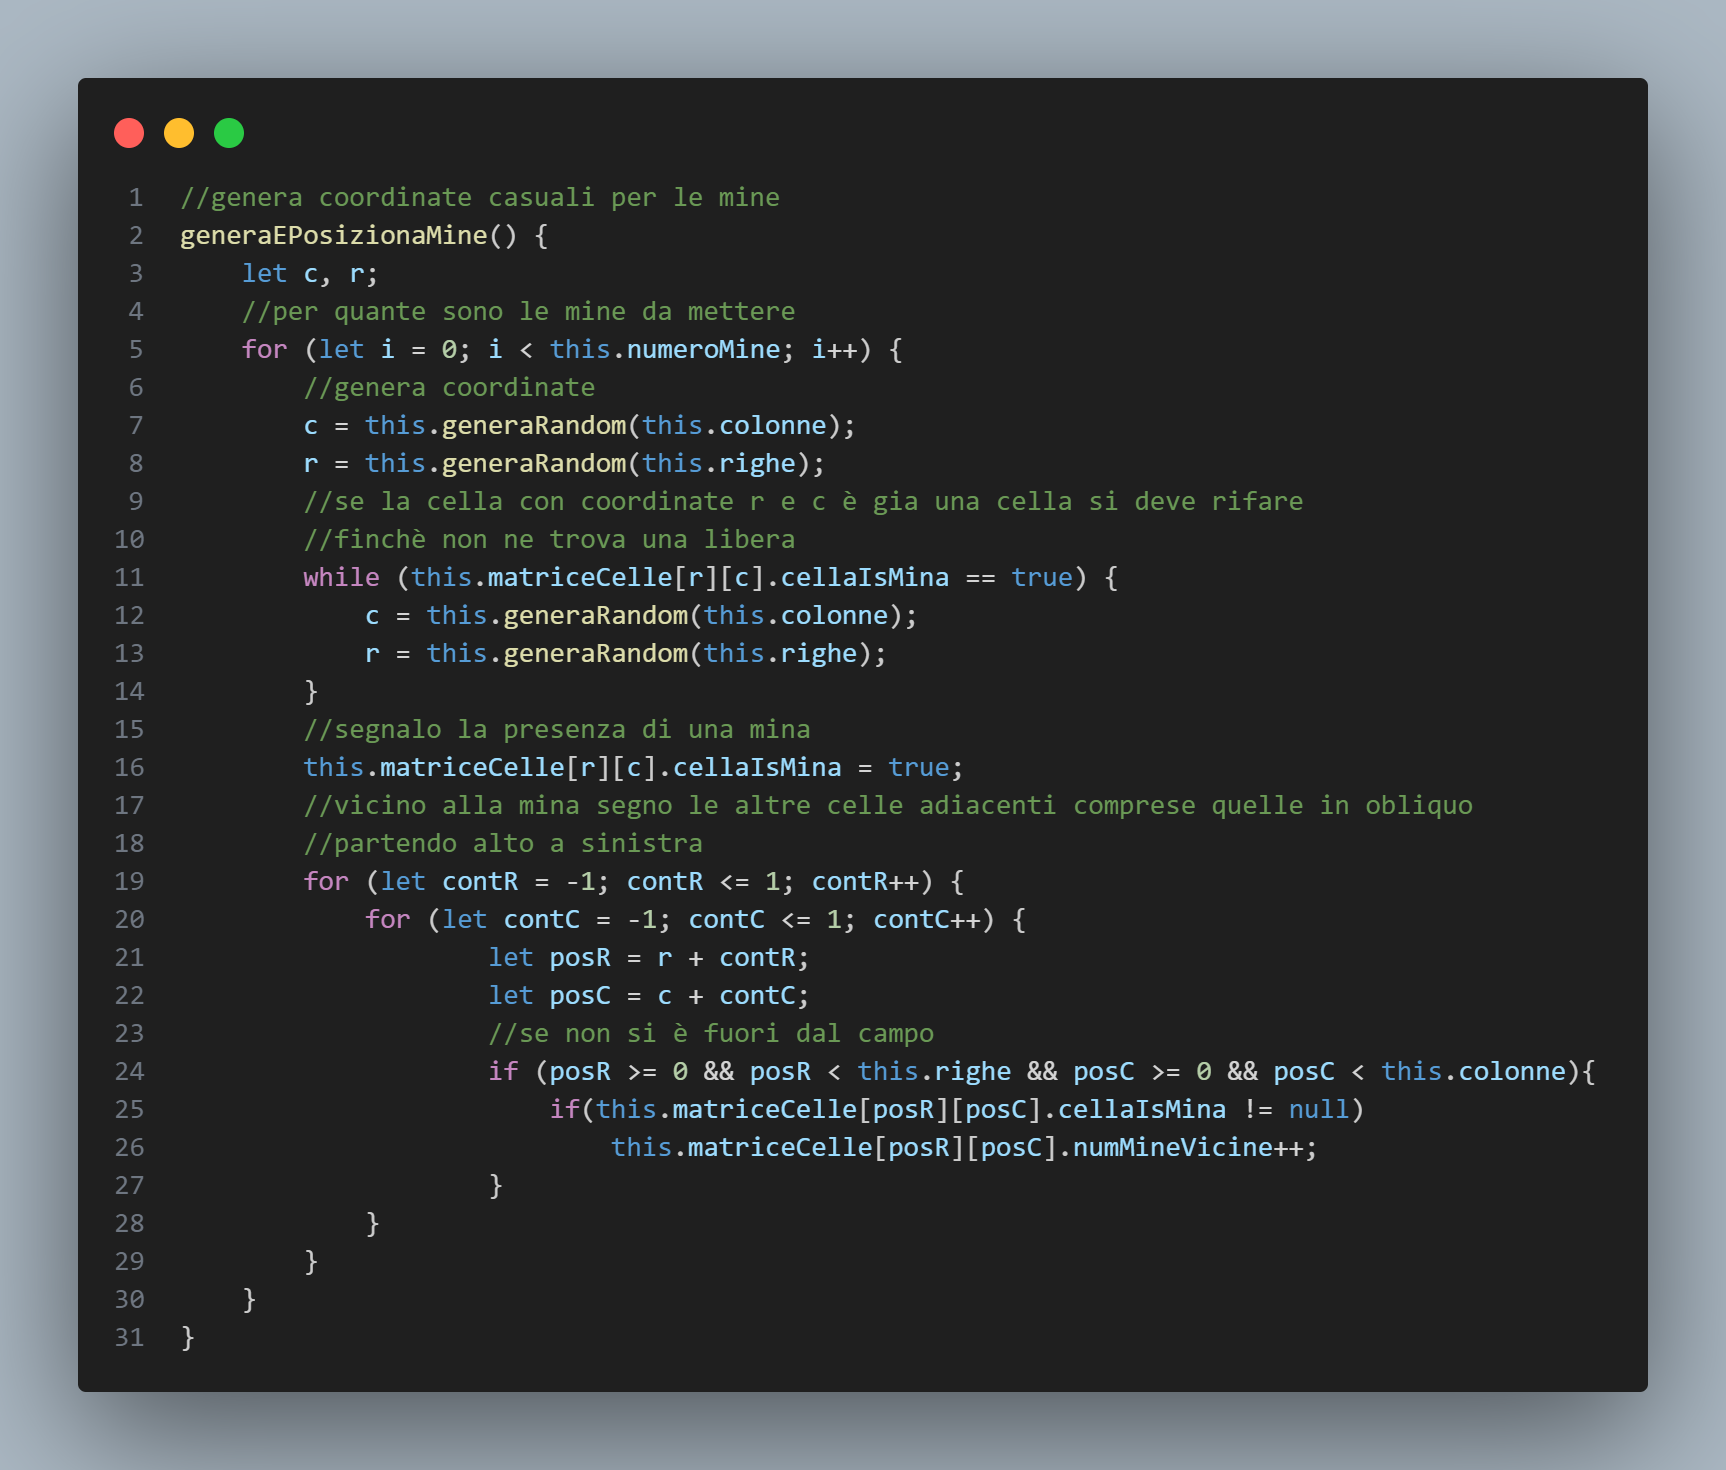 1 //genera coordinate casuali per le mine
2 generaEPosizionaMine() {
3     let c, r;
4     //per quante sono le mine da mettere
5     for (let i = 0; i < this.numeroMine; i++) {
6         //genera coordinate
7         c = this.generaRandom(this.colonne);
8         r = this.generaRandom(this.righe);
9         //se la cella con coordinate r e c è gia una cella si deve rifare
10         //finchè non ne trova una libera
11         while (this.matriceCelle[r][c].cellaIsMina == true) {
12             c = this.generaRandom(this.colonne);
13             r = this.generaRandom(this.righe);
14         }
15         //segnalo la presenza di una mina
16         this.matriceCelle[r][c].cellaIsMina = true;
17         //vicino alla mina segno le altre celle adiacenti comprese quelle in obliquo
18         //partendo alto a sinistra
19         for (let contR = -1; contR <= 1; contR++) {
20             for (let contC = -1; contC <= 1; contC++) {
21                     let posR = r + contR;
22                     let posC = c + contC;
23                     //se non si è fuori dal campo
24                     if (posR >= 0 && posR < this.righe && posC >= 0 && posC < this.colonne){
25                         if(this.matriceCelle[posR][posC].cellaIsMina != null)
26                             this.matriceCelle[posR][posC].numMineVicine++;
27                     }
28             }
29         }
30     }
31 }